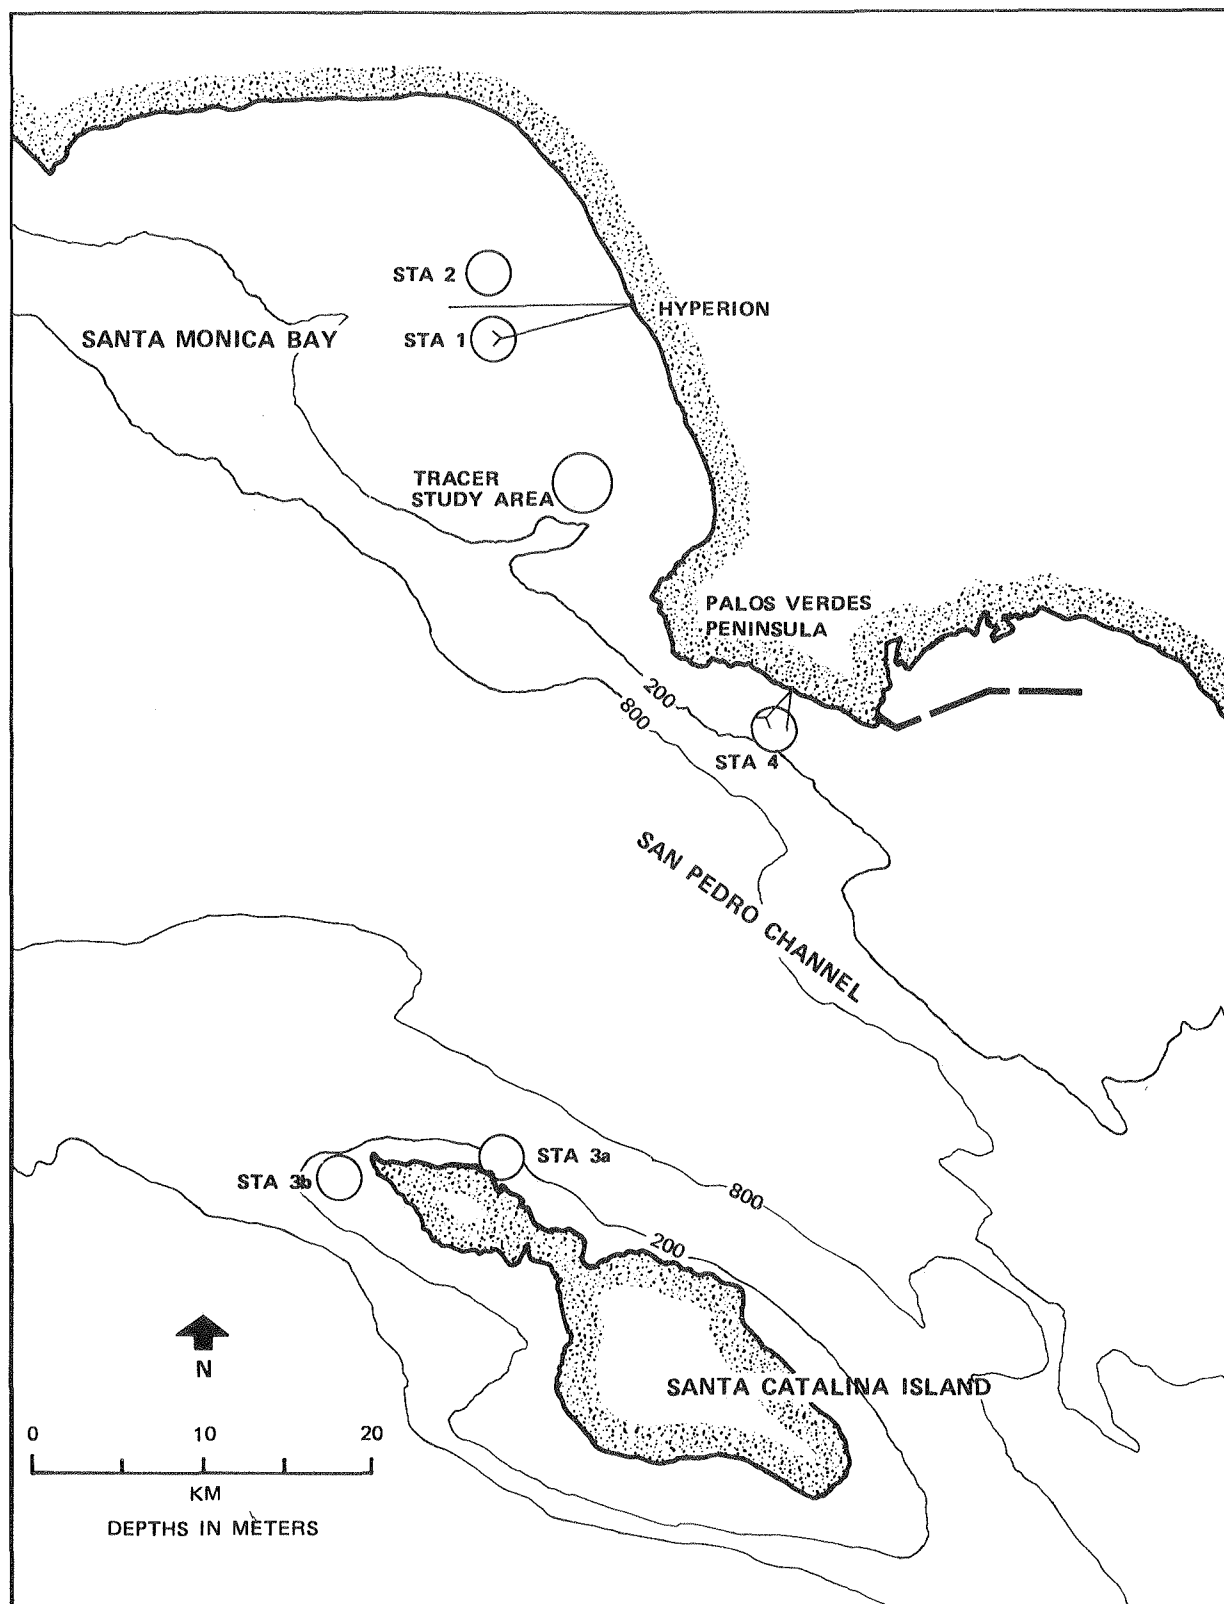 STA 2
HYPERION
SANTA MONICA BAY
STA 1
TRACER
STUDY AREA
PALOS VERDES
PENINSULA
200
800
STA 4
SAN PEDRO CHANNEL
STA 3a
STA 3b
800
200
N
SANTA CATALINA ISLAND
0 10 20
KM
DEPTHS IN METERS